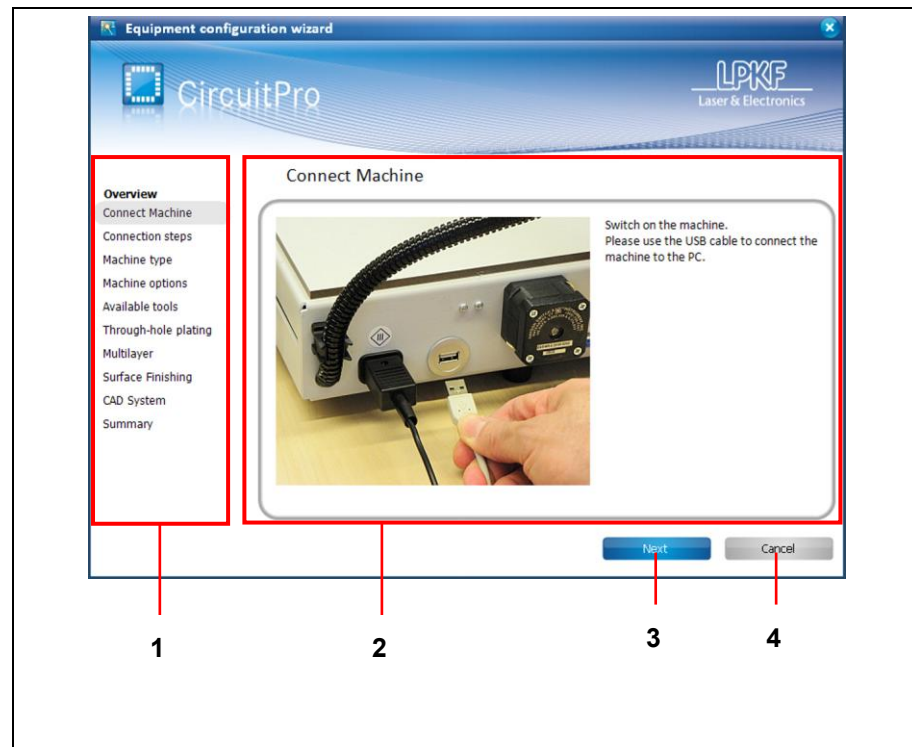 Equipment configuration wizard
CircuitPro
LPKF
Laser & Electronics
Overview
Connect Machine
Connection steps
Machine type
Machine options
Available tools
Through-hole plating
Multilayer
Surface Finishing
CAD System
Summary
Connect Machine
Switch on the machine.
Please use the USB cable to connect the
machine to the PC.
Next
Cancel
1
2
3
4